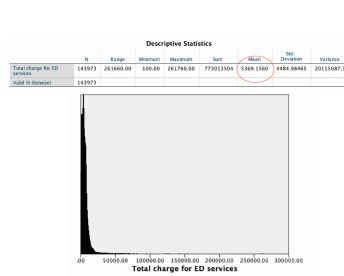 Descriptive Statistics
N Range Minimum Maximum Sum Mean Std. Deviation Variance
Total charge for ED services 143973 261660.00 100.00 261760.00 773013504 5369.1560 4484.98465 20115087.3
Valid N (listwise) 143973
.00 50000.00 100000.00 150000.00 200000.00 250000.00 300000.00
Total charge for ED services